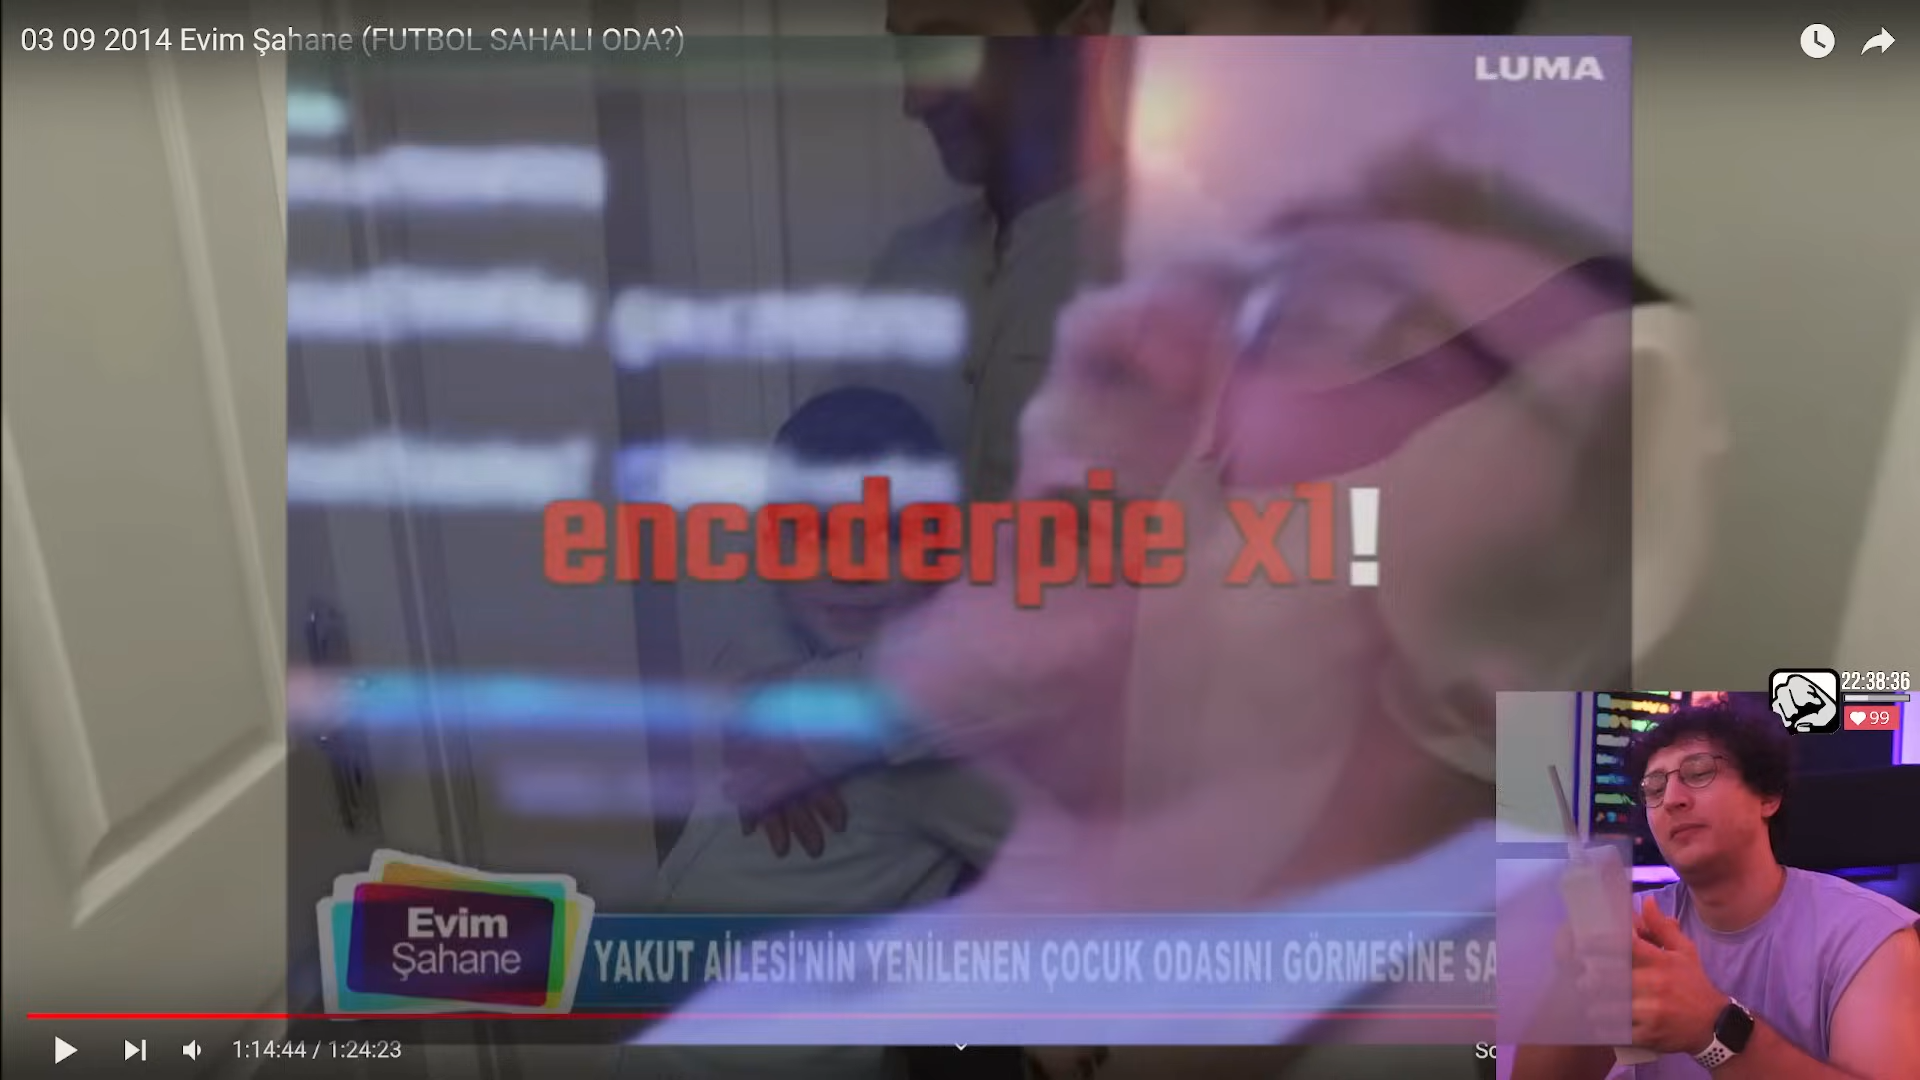 03 09 2014 Evim Şahane (FUTBOL SAHALI ODA?)
LUMA
encoderpie x1!
22:38:36
99
Evim
Şahane
YAKUT AİLESİ'NİN YENİLENEN ÇOCUK ODASINI GÖRMESİNE SA
1:14:44 / 1:24:23
So